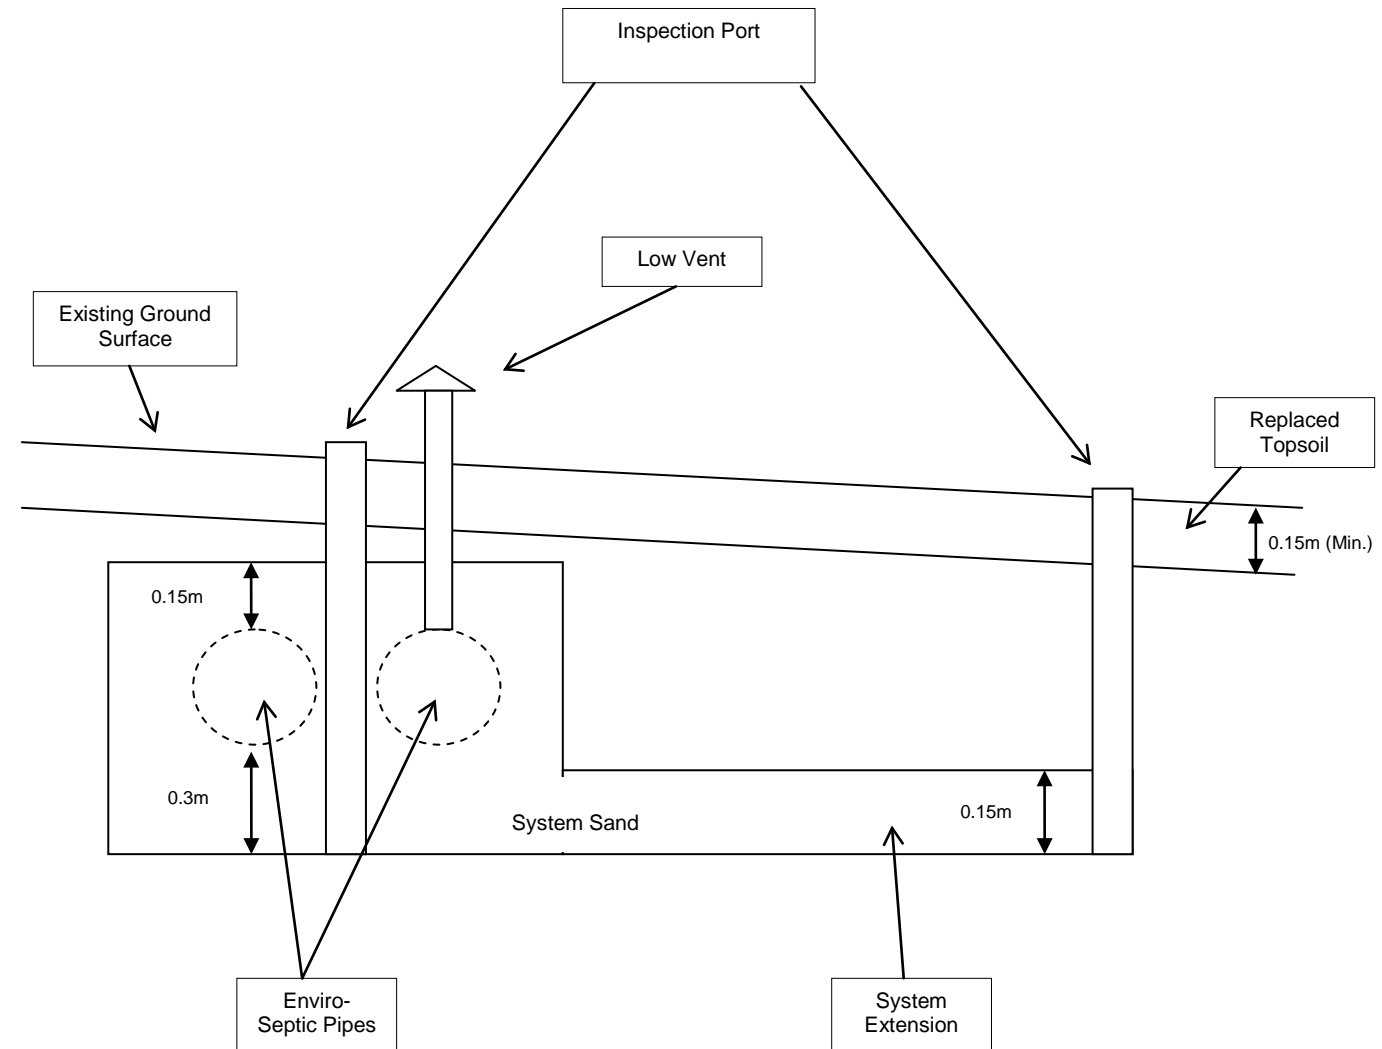 Inspection Port
Low Vent
Existing Ground
Surface
Replaced
Topsoil
0.15m (Min.)
0.15m
0.3m
System Sand
0.15m
Enviro-
Septic Pipes
System
Extension